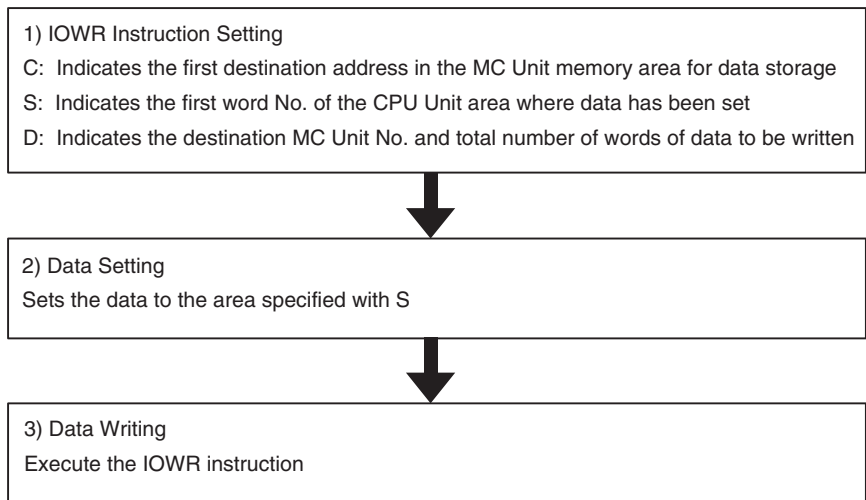 1) IOWR Instruction Setting
C: Indicates the first destination address in the MC Unit memory area for data storage
S: Indicates the first word No. of the CPU Unit area where data has been set
D: Indicates the destination MC Unit No. and total number of words of data to be written
2) Data Setting
Sets the data to the area specified with S
3) Data Writing
Execute the IOWR instruction